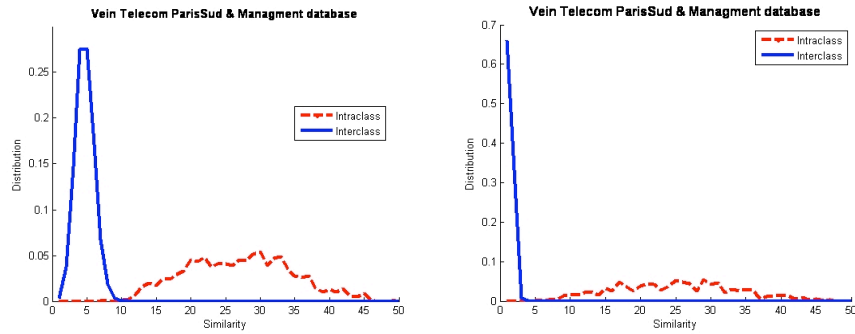 Vein Telecom ParisSud & Managment database
0.25
0.2
0.15
0.1
0.05
0
Distribution
Intraclass
Interclass
0 5 10 15 20 25 30 35 40 45 50
Similarity
Vein Telecom ParisSud & Managment database
0.7
0.6
0.5
0.4
0.3
0.2
0.1
0
Distribution
Intraclass
Interclass
0 5 10 15 20 25 30 35 40 45 50
Similarity